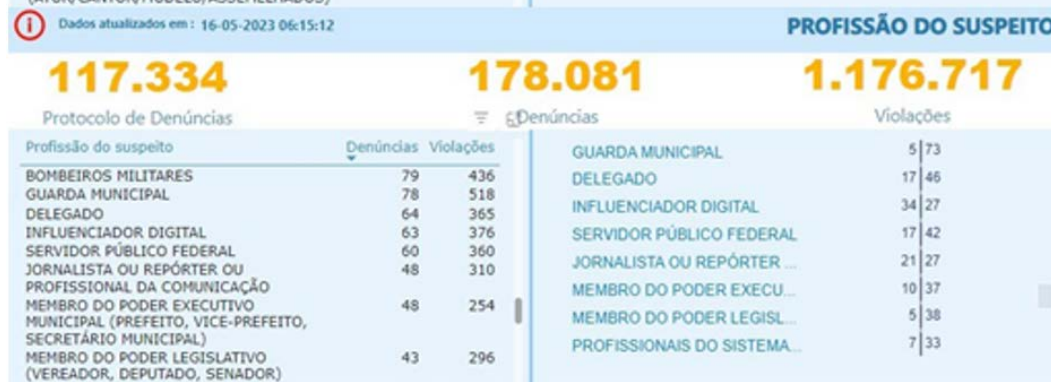 (ATOR/CANTOR/MODELO/ASSEMELHADOS)
Dados atualizados em : 16-05-2023 06:15:12
PROFISSÃO DO SUSPEITO
117.334
Protocolo de Denúncias
178.081
Denúncias
1.176.717
Violações
Profissão do suspeito Denúncias Violações
BOMBEIROS MILITARES 79 436
GUARDA MUNICIPAL 78 518
DELEGADO 64 365
INFLUENCIADOR DIGITAL 63 376
SERVIDOR PÚBLICO FEDERAL 60 360
JORNALISTA OU REPÓRTER OU 48 310
PROFISSIONAL DA COMUNICAÇÃO
MEMBRO DO PODER EXECUTIVO 48 254
MUNICIPAL (PREFEITO, VICE-PREFEITO,
SECRETÁRIO MUNICIPAL)
MEMBRO DO PODER LEGISLATIVO 43 296
(VEREADOR, DEPUTADO, SENADOR)
GUARDA MUNICIPAL 5 73
DELEGADO 17 46
INFLUENCIADOR DIGITAL 34 27
SERVIDOR PÚBLICO FEDERAL 17 42
JORNALISTA OU REPÓRTER ... 21 27
MEMBRO DO PODER EXECU... 10 37
MEMBRO DO PODER LEGISL... 5 38
PROFISSIONAIS DO SISTEMA... 7 33